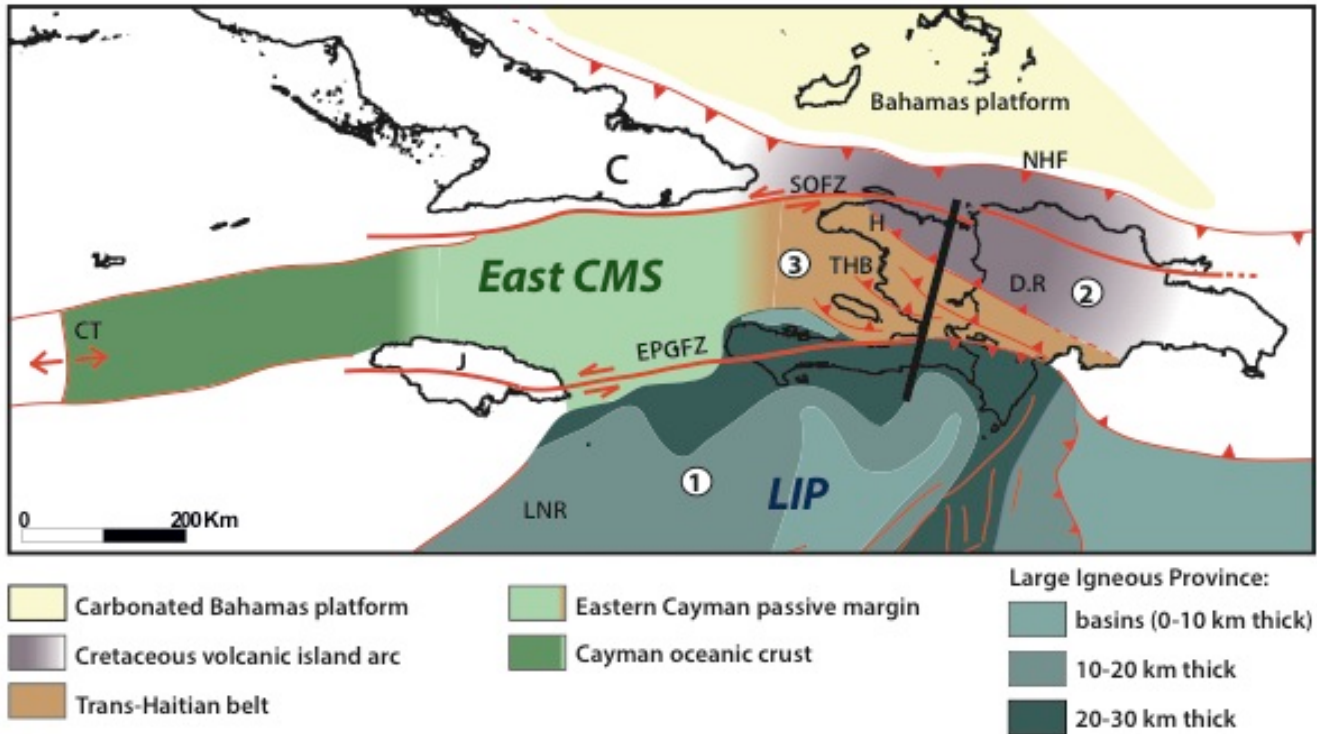 Bahamas platform
NHF
C
SOFZ
H
3
THB
East CMS
D.R
2
CT
EPGFZ
J
1
LIP
LNR
0 200 Km
Carbonated Bahamas platform
Cretaceous volcanic island arc
Trans-Haitian belt
Eastern Cayman passive margin
Cayman oceanic crust
Large Igneous Province:
basins (0-10 km thick)
10-20 km thick
20-30 km thick